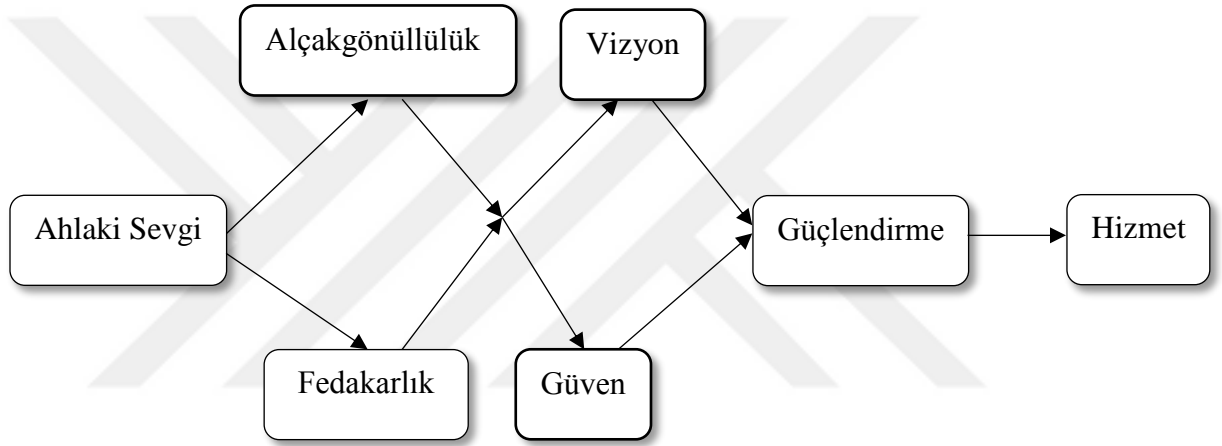 Alçakgönüllülük
Vizyon
Ahlaki Sevgi
Güçlendirme
Hizmet
Fedakarlık
Güven